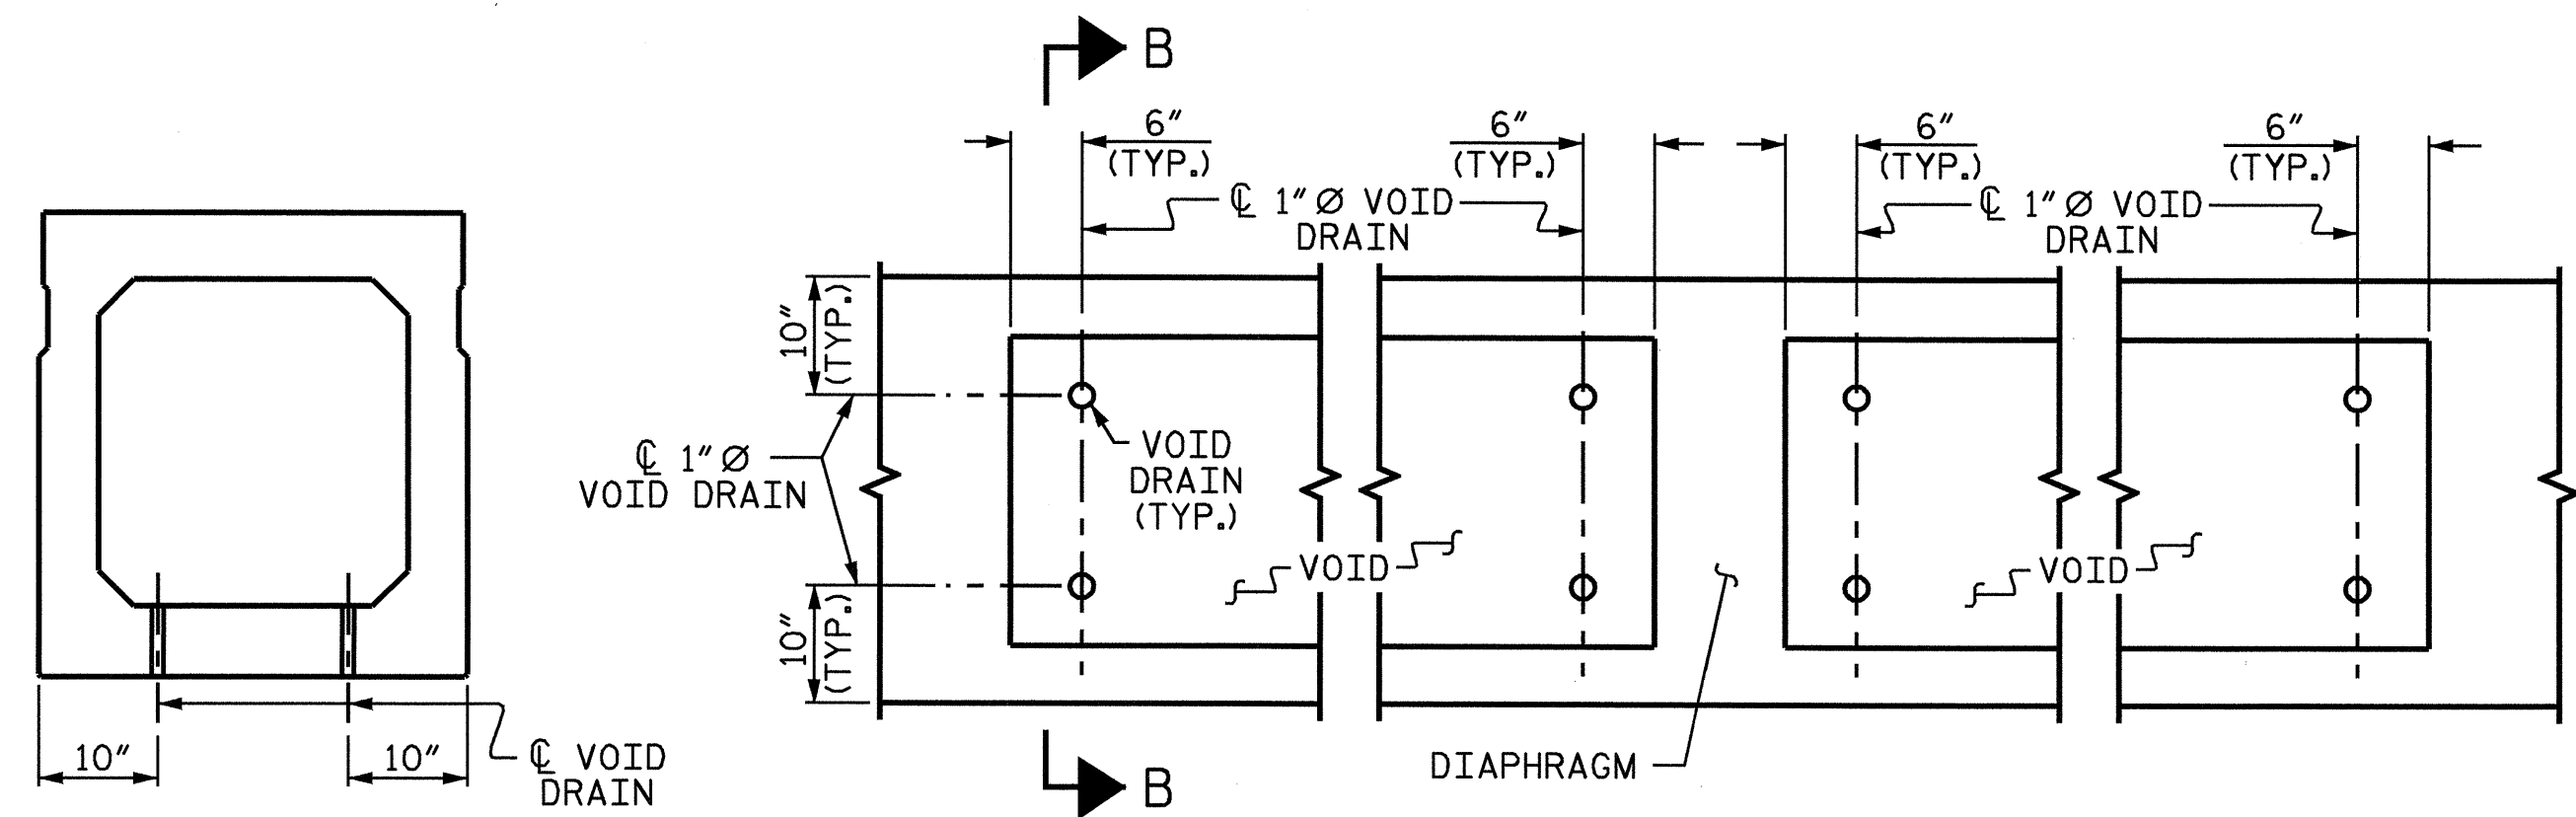 B
6" 6" 6" 6"
(TYP.) (TYP.) (TYP.) (TYP.)
℄ 1" Ø VOID
DRAIN
℄ 1" Ø VOID
DRAIN
10"
(TYP.)
℄ 1" Ø
VOID DRAIN
VOID
DRAIN
(TYP.)
VOID
VOID
10"
(TYP.)
10" 10"
℄ VOID
DRAIN
DIAPHRAGM
B